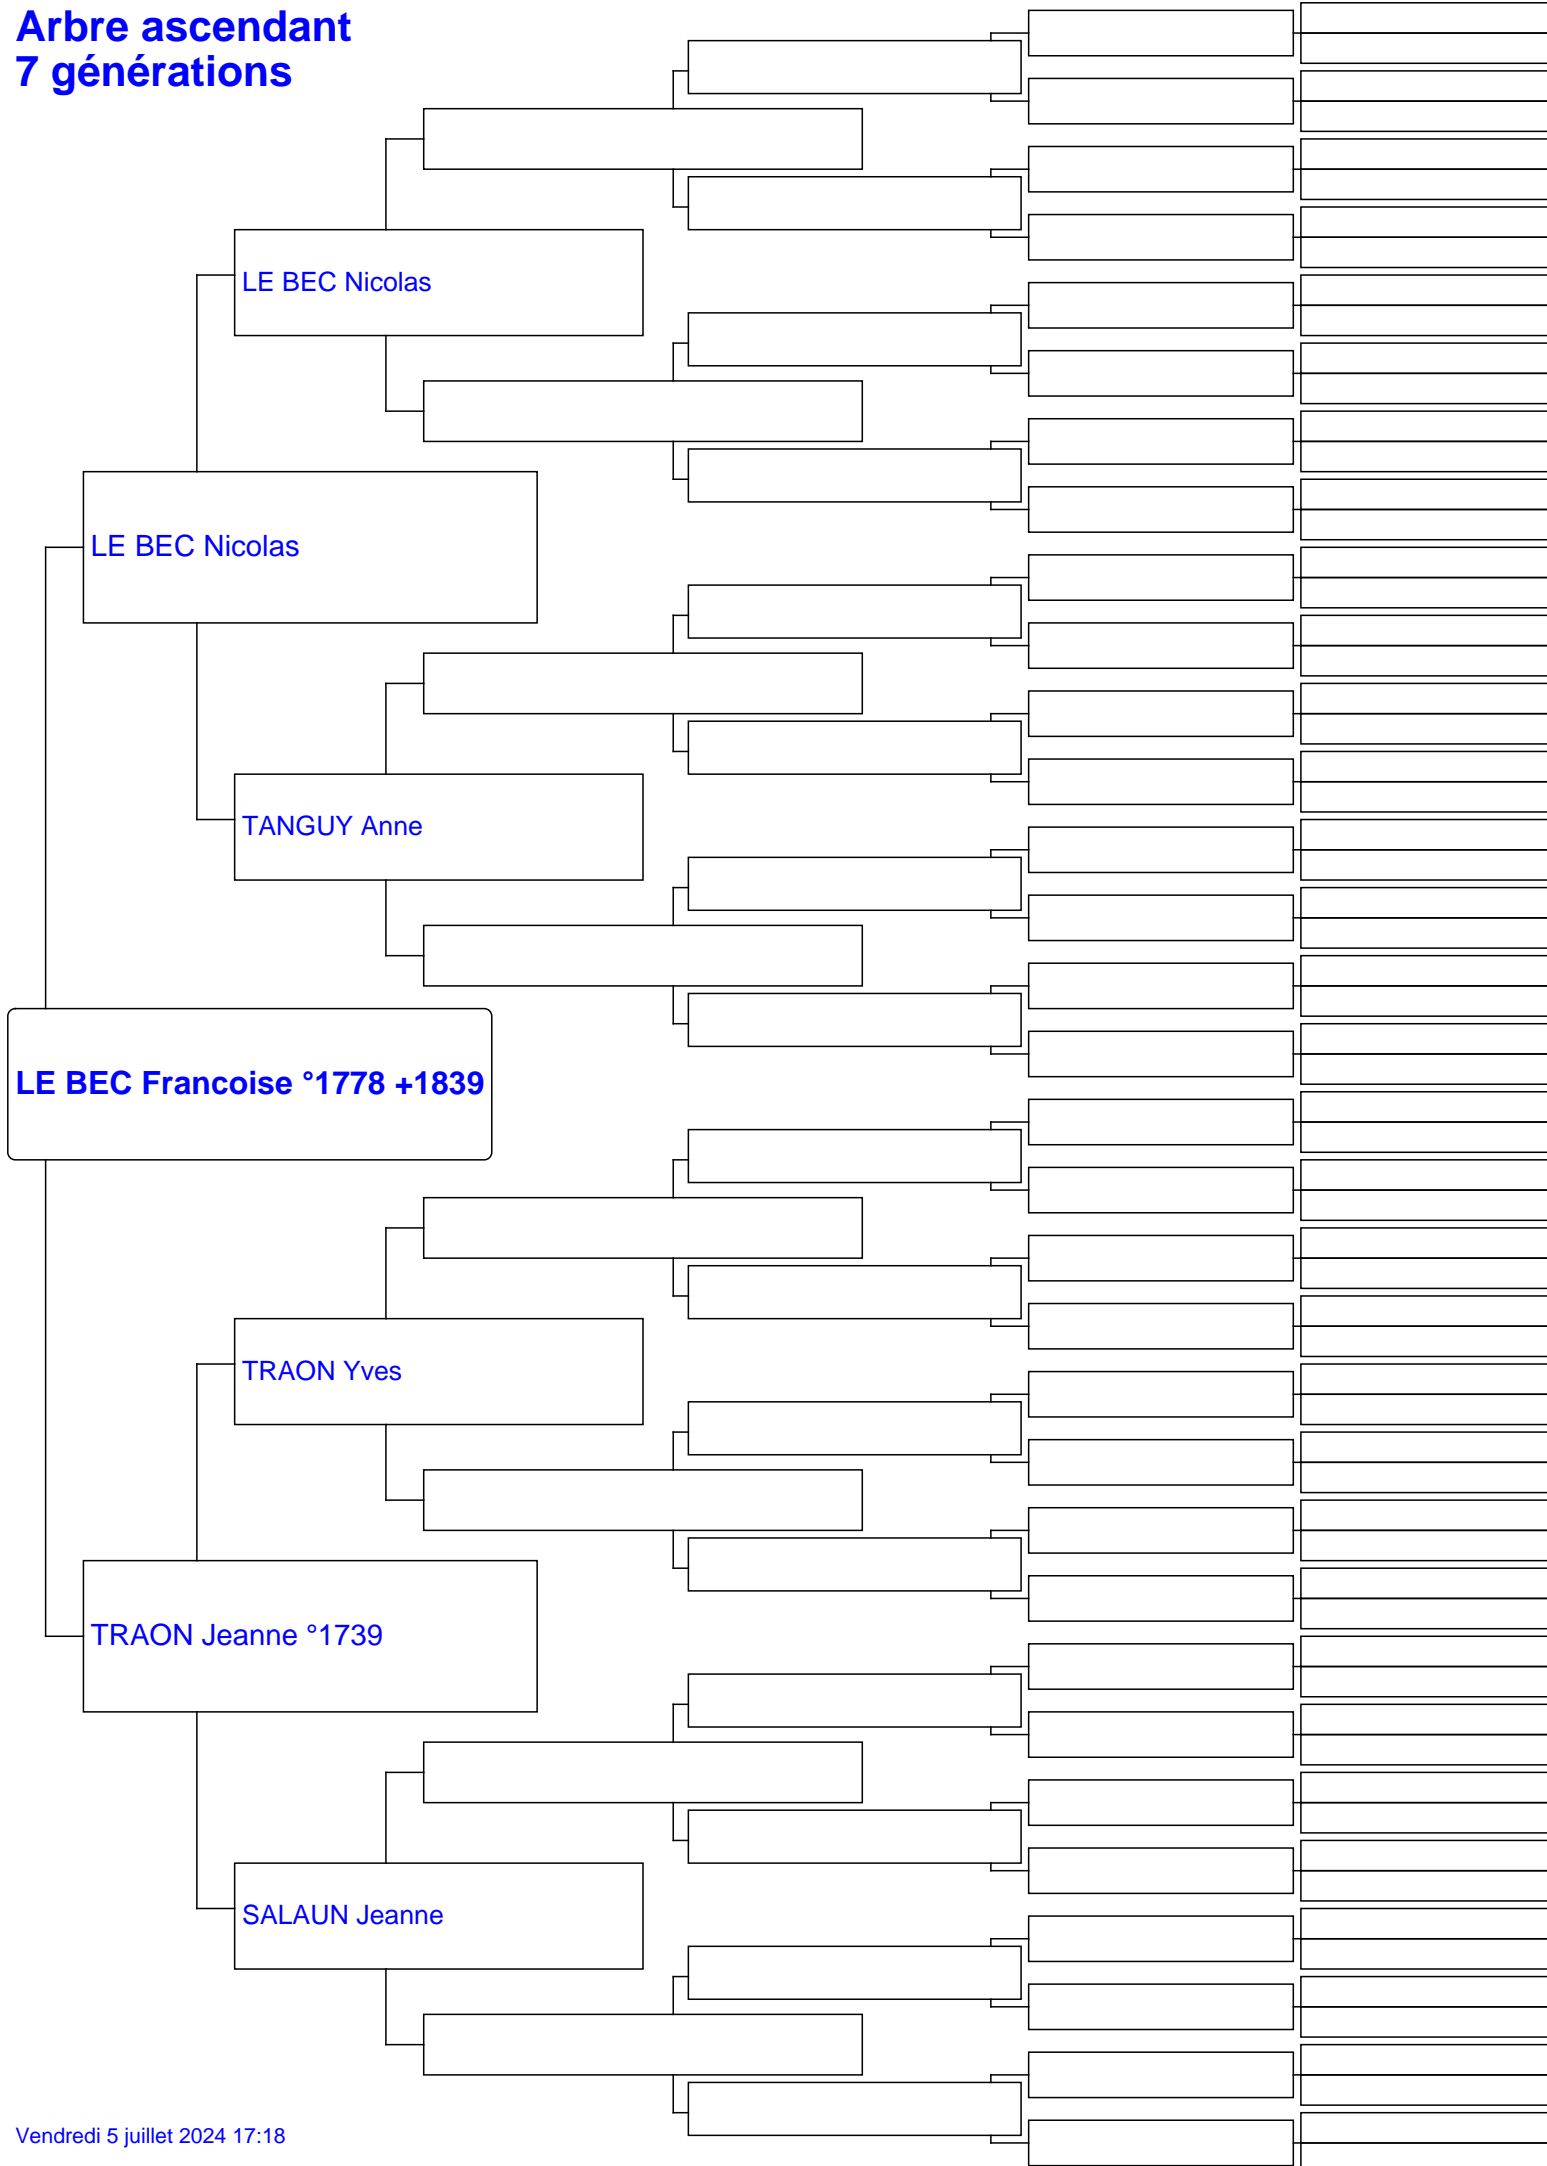 Arbre ascendant
7 générations
LE BEC Nicolas
LE BEC Nicolas
TANGUY Anne
LE BEC Francoise °1778 +1839
TRAON Yves
TRAON Jeanne °1739
SALAUN Jeanne
Vendredi 5 juillet 2024 17:18